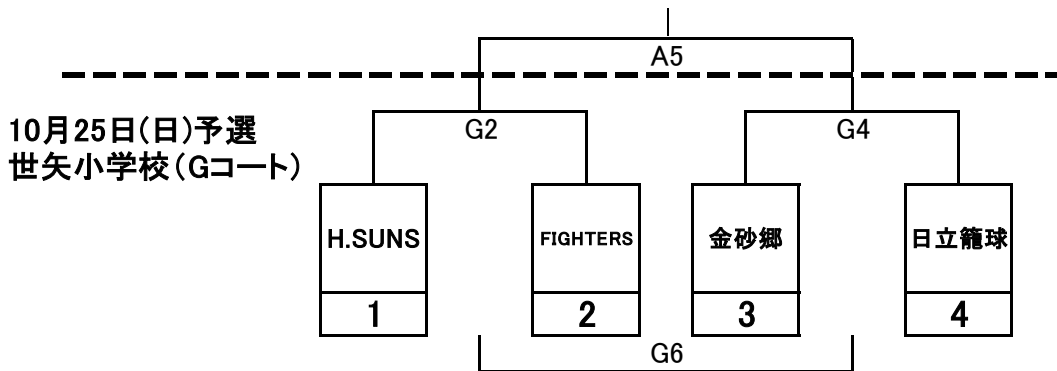 A5
G2
G4
10月25日(日)予選
世矢小学校(Gコート)
H.SUNS
FIGHTERS
金砂郷
日立籠球
1
2
3
4
G6